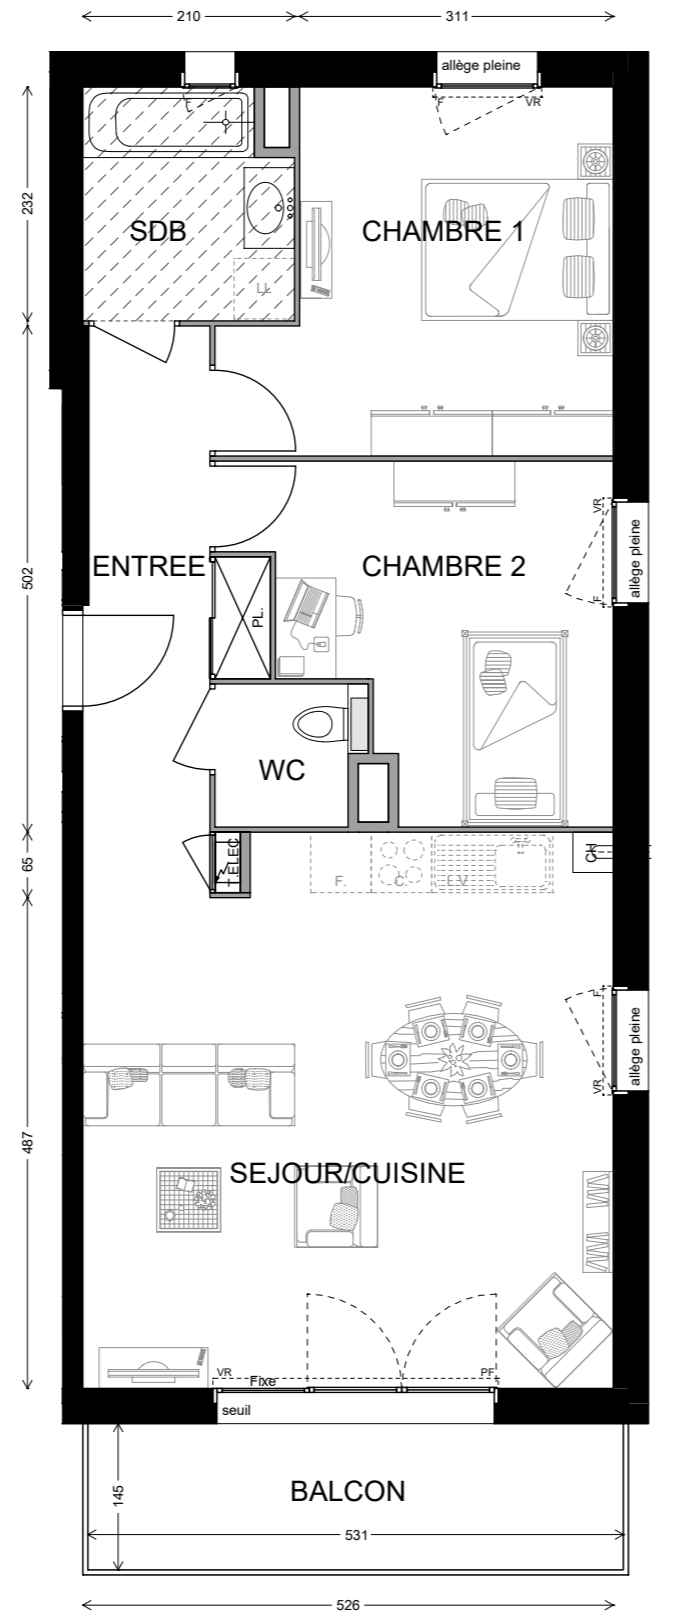 210
311
allège pleine
F
F
VR
232
SDB
CHAMBRE 1
LL
VR
allège pleine
502
ENTREE
CHAMBRE 2
F
PL.
WC
65
T.ELEC
F.
C.
LV
CH
F
allège pleine
VR
487
SEJOUR/CUISINE
VR
Fixe
PF
seuil
145
BALCON
531
526